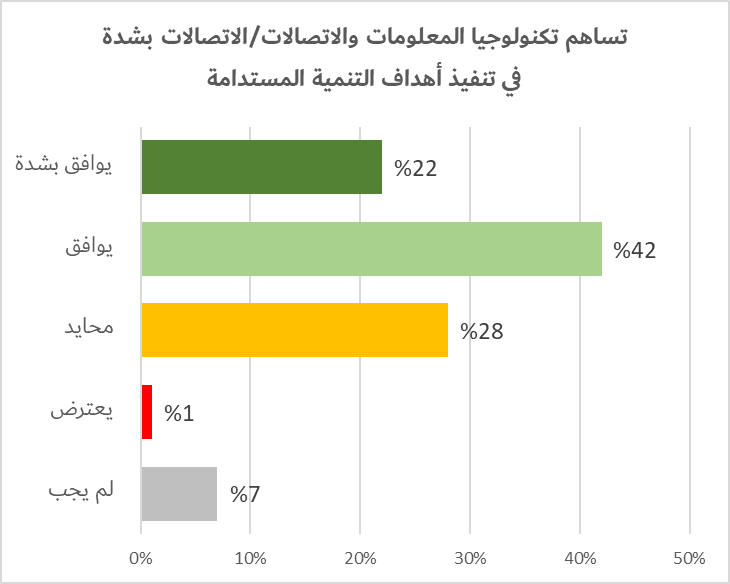 تساهم تكنولوجيا المعلومات والاتصالات/الاتصالات بشدة
في تنفيذ أهداف التنمية المستدامة
يوافق بشدة
%22
يوافق
%42
محايد
%28
يعترض
%1
لم يجب
%7
0% 10% 20% 30% 40% 50%